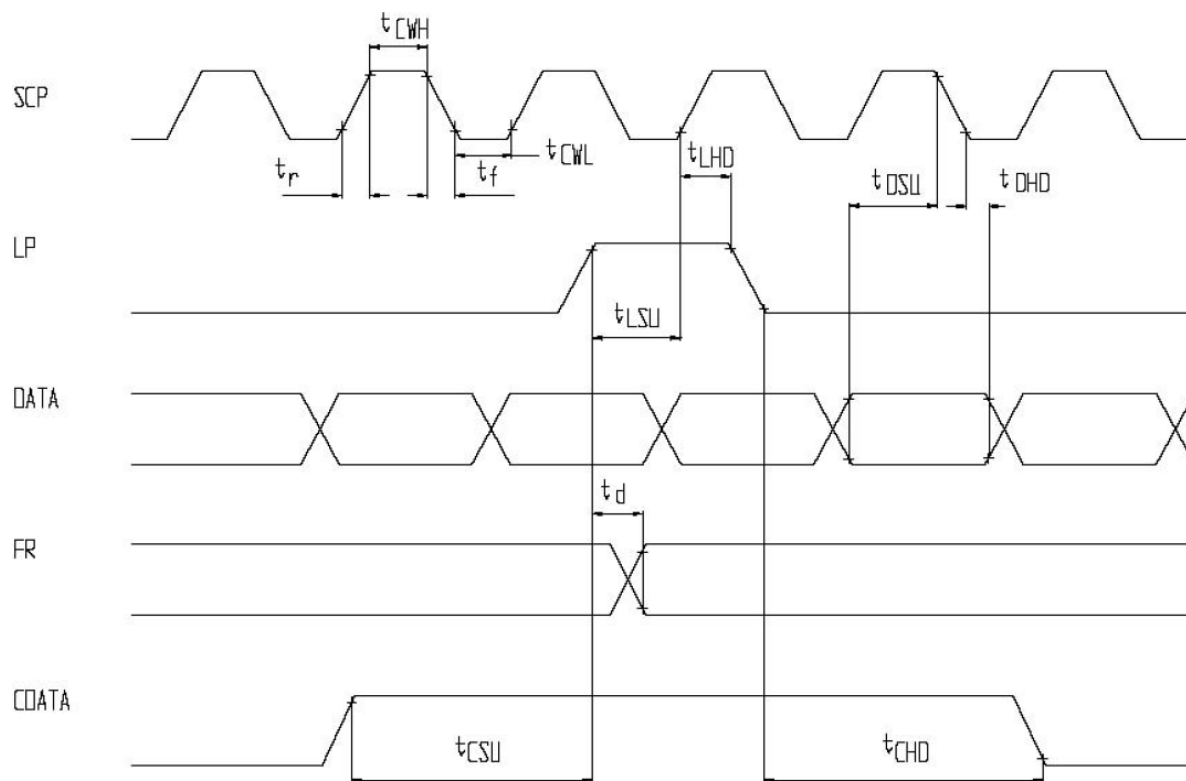 tCWH
SCP
tr
tf
tCWL
tLHD
tDSU
tDHD
LP
tLSU
DATA
td
FR
CDATA
tCSU
tCHD